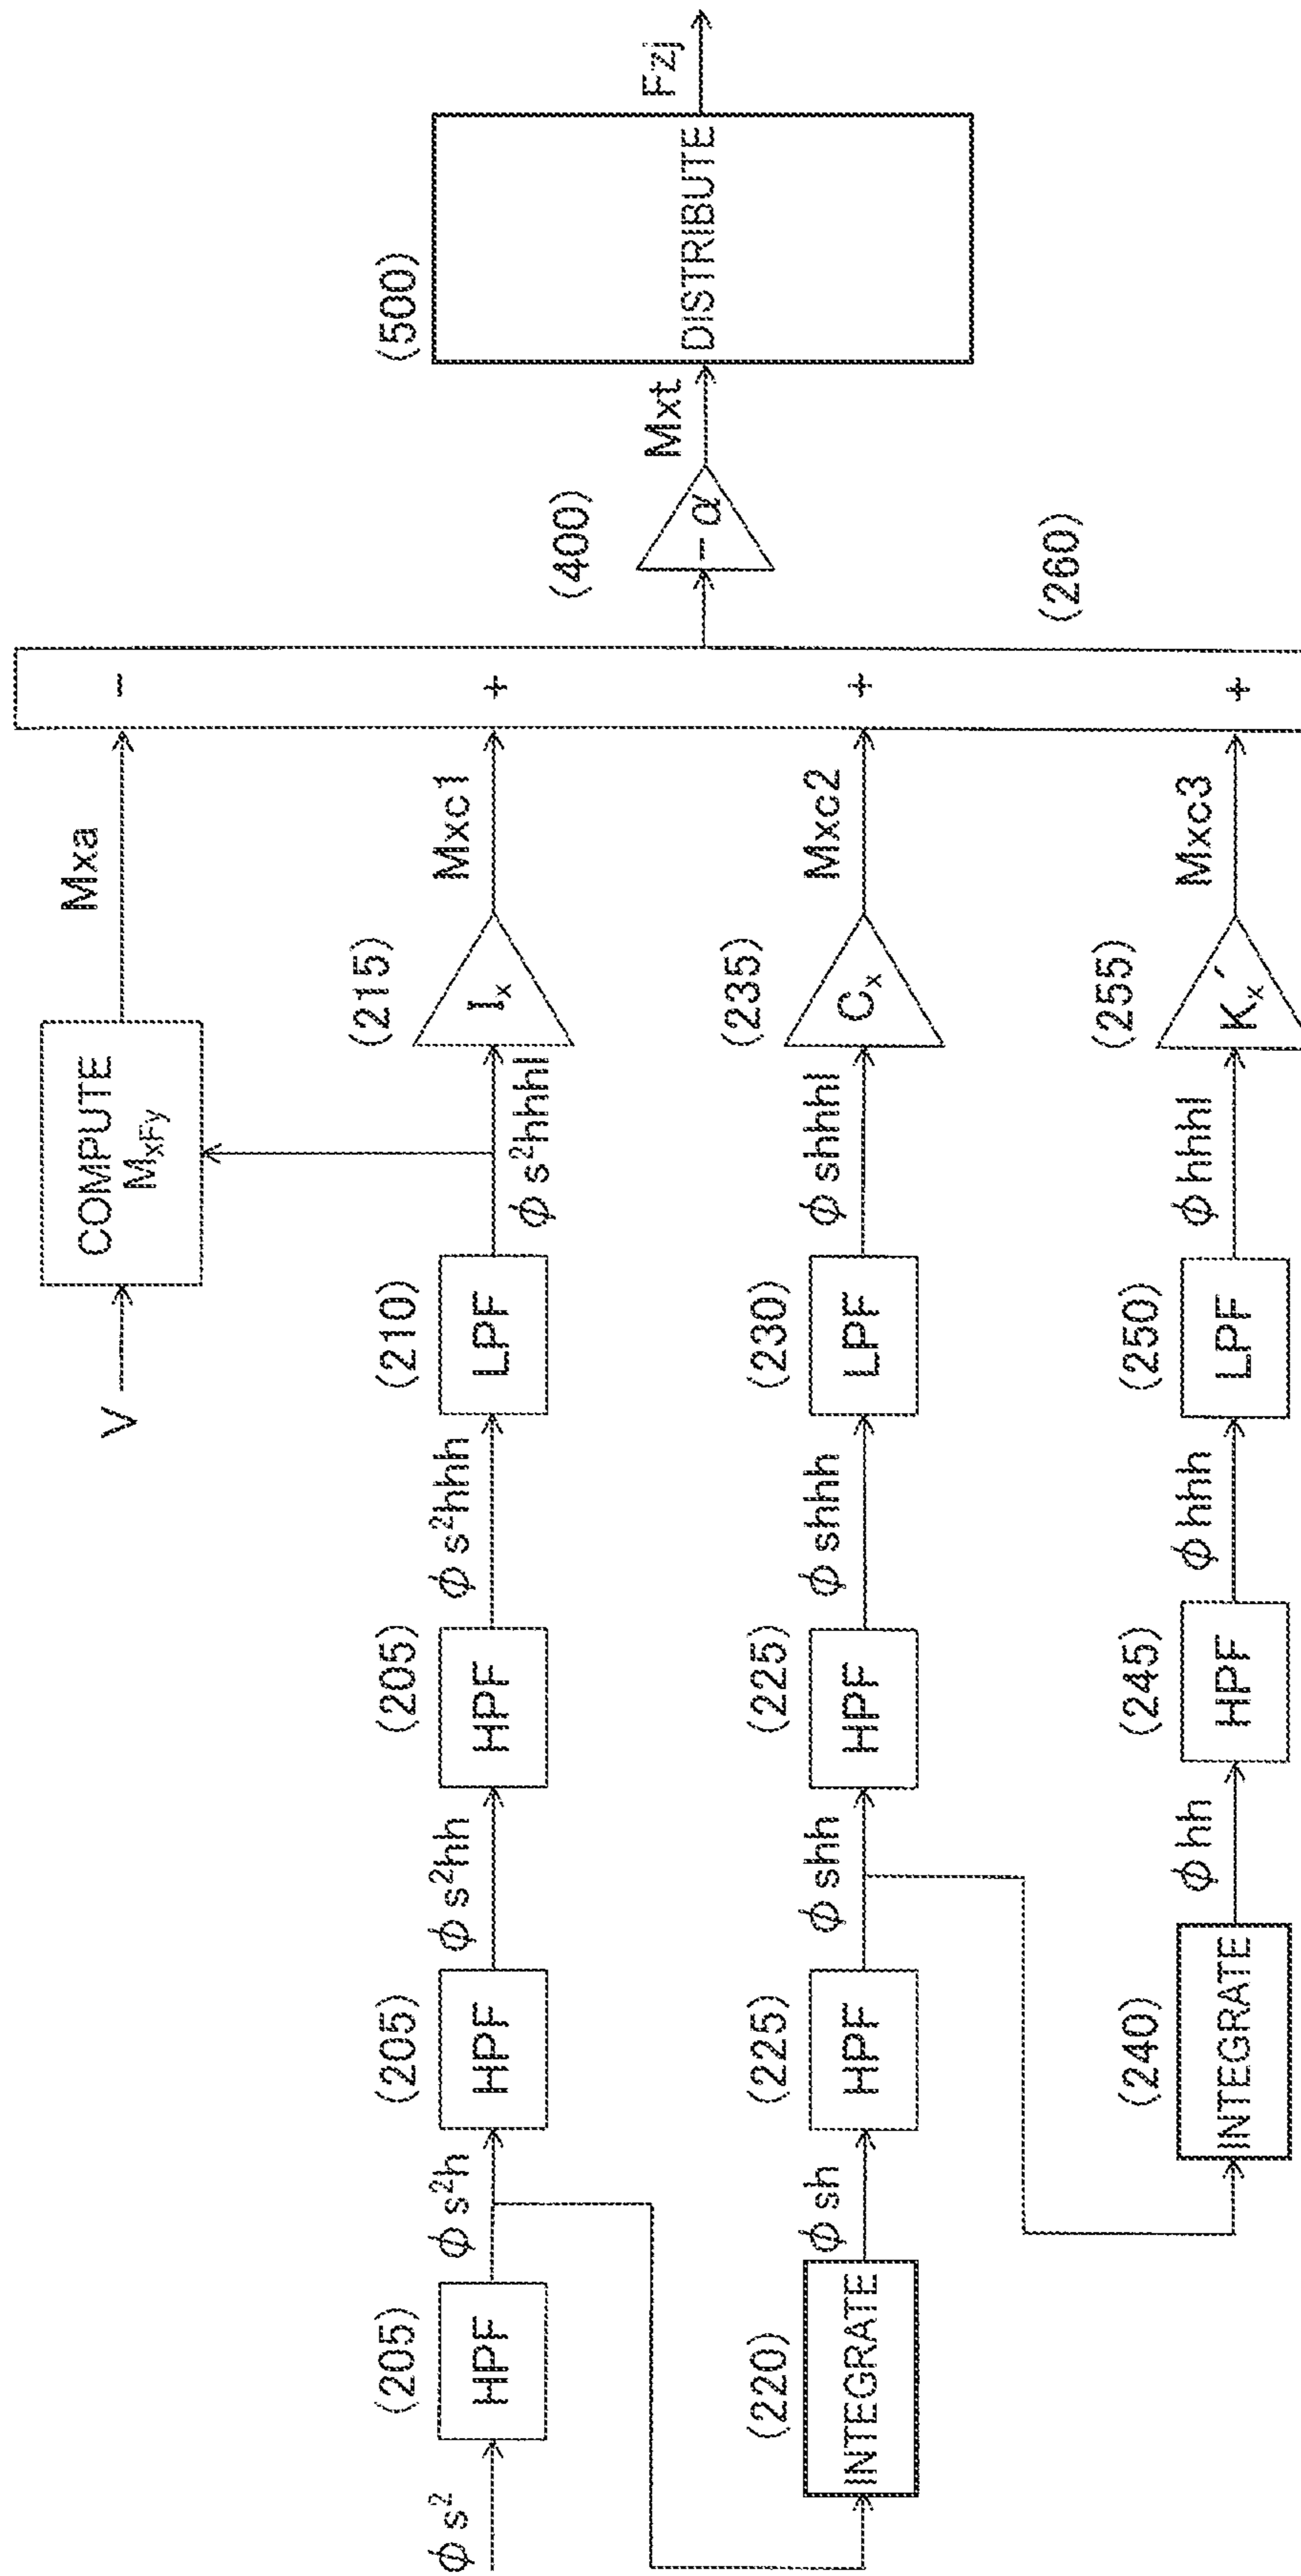 V
COMPUTE
MxFy
Mxa
−
ϕs²
(205)
HPF
ϕs²h
(205)
HPF
ϕs²hh
(205)
HPF
ϕs²hhh
(210)
LPF
ϕs²hhhl
(215)
Ix
Mxc1
+
(220)
INTEGRATE
ϕsh
(225)
HPF
ϕshh
(225)
HPF
ϕshhh
(230)
LPF
ϕshhhl
(235)
Cx
Mxc2
+
(240)
INTEGRATE
ϕhh
(245)
HPF
ϕhhh
(250)
LPF
ϕhhhl
(255)
Kx′
Mxc3
+
(260)
(400)
−α
Mxt
(500)
DISTRIBUTE
Fzj